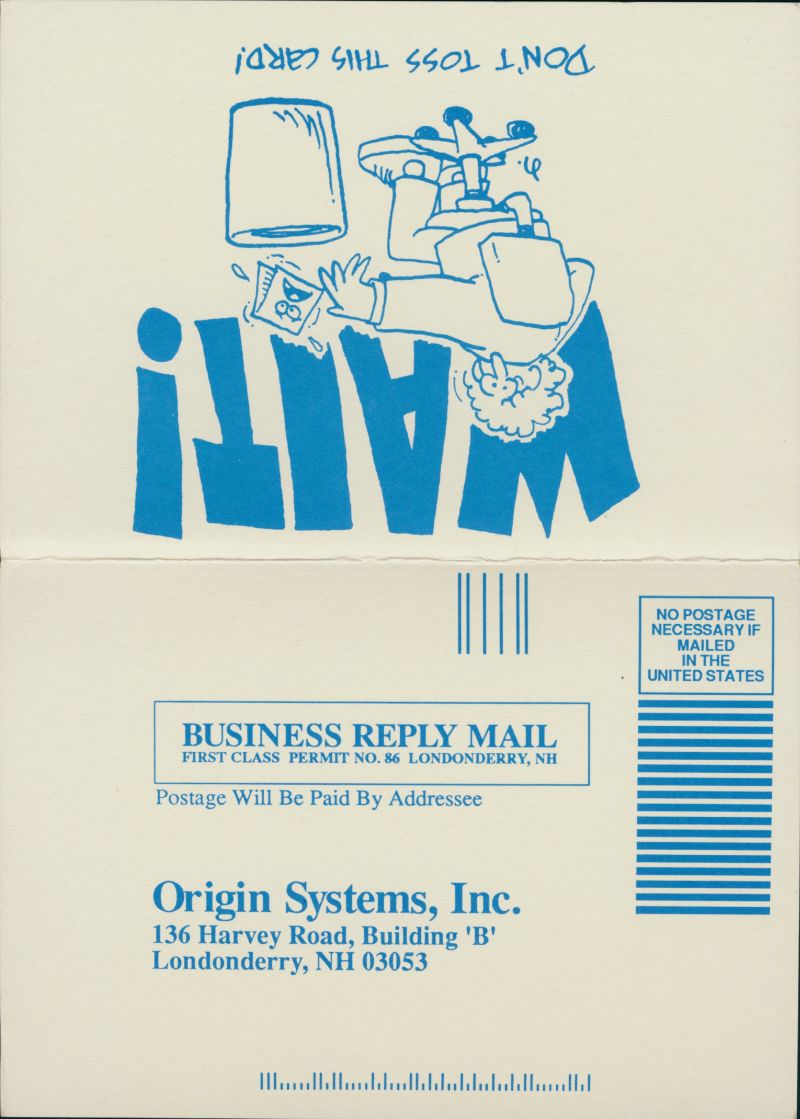 DON'T TOSS THIS CARD!
WAIT!
NO POSTAGE
NECESSARY IF
MAILED
IN THE
UNITED STATES
BUSINESS REPLY MAIL
FIRST CLASS PERMIT NO. 86 LONDONDERRY, NH
Postage Will Be Paid By Addressee
Origin Systems, Inc.
136 Harvey Road, Building 'B'
Londonderry, NH 03053